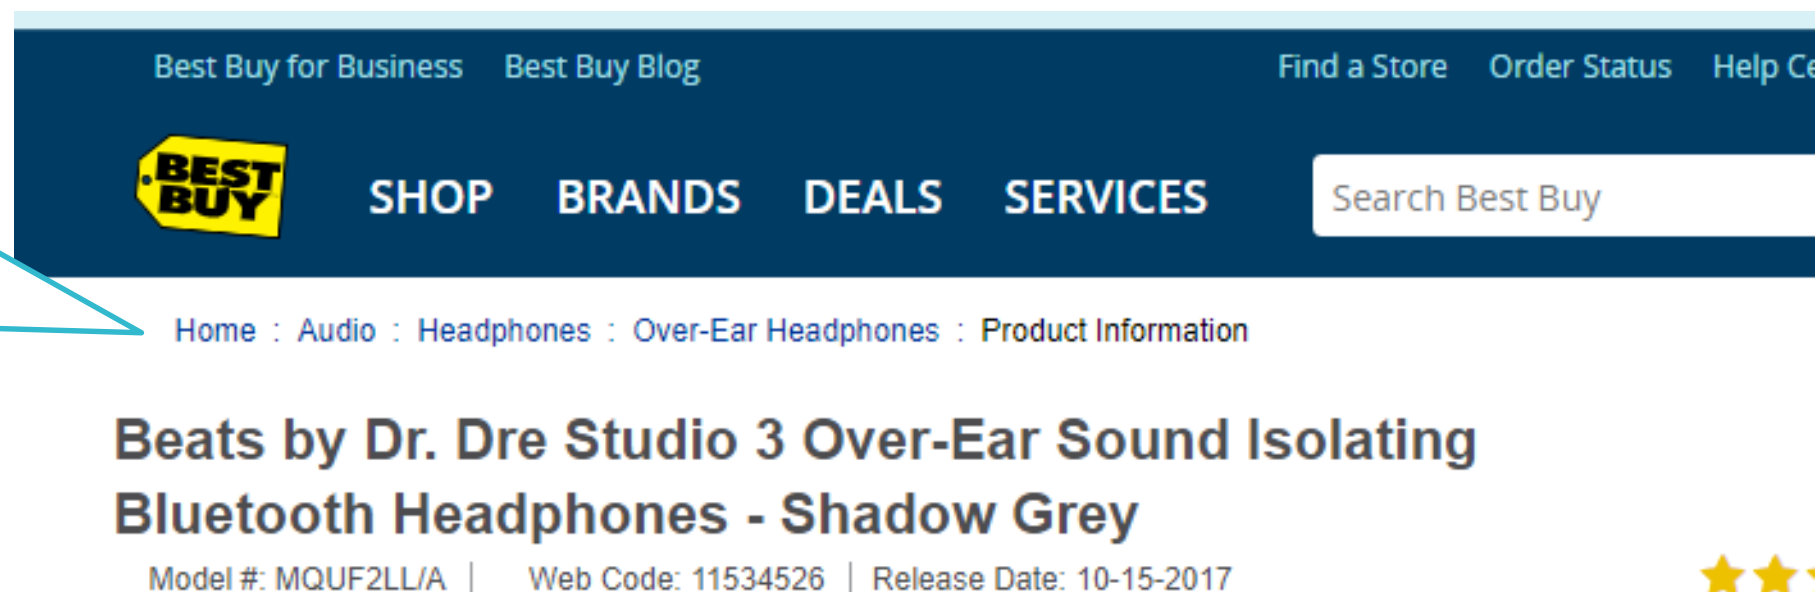 Best Buy for Business Best Buy Blog Find a Store Order Status Help
BEST
BUY
SHOP BRANDS DEALS SERVICES Search Best Buy
Home : Audio : Headphones : Over-Ear Headphones : Product Information
Beats by Dr. Dre Studio 3 Over-Ear Sound Isolating
Bluetooth Headphones - Shadow Grey
Model #: MQUF2LL/A | Web Code: 11534526 | Release Date: 10-15-2017